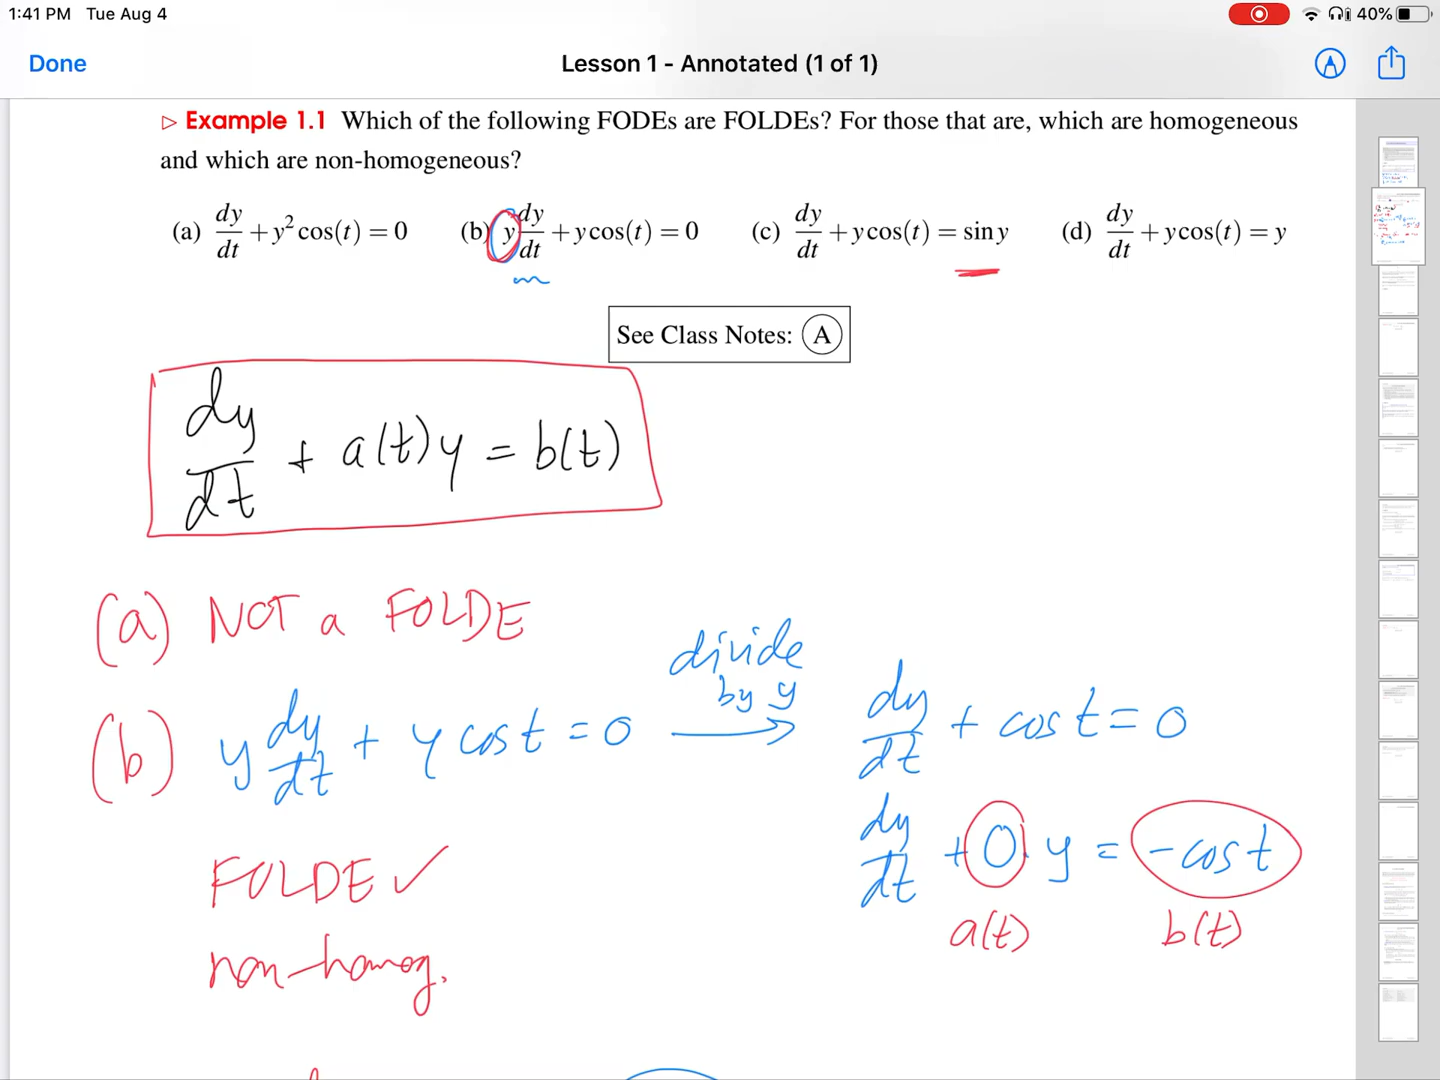 1:41 PM Tue Aug 4
40%
Done
Lesson 1 - Annotated (1 of 1)
▷ Example 1.1 Which of the following FODEs are FOLDEs? For those that are, which are homogeneous
and which are non-homogeneous?
(a) dy/dt + y² cos(t) = 0 (b) y dy/dt + y cos(t) = 0 (c) dy/dt + y cos(t) = sin y (d) dy/dt + y cos(t) = y
See Class Notes: A
dy/dt + a(t) y = b(t)
(a) NOT a FOLDE
(b) y dy/dt + y cos t = 0
divide
by y
dy/dt + cos t = 0
dy/dt + 0 · y = - cos t
a(t) b(t)
FOLDE ✓
non-homog.